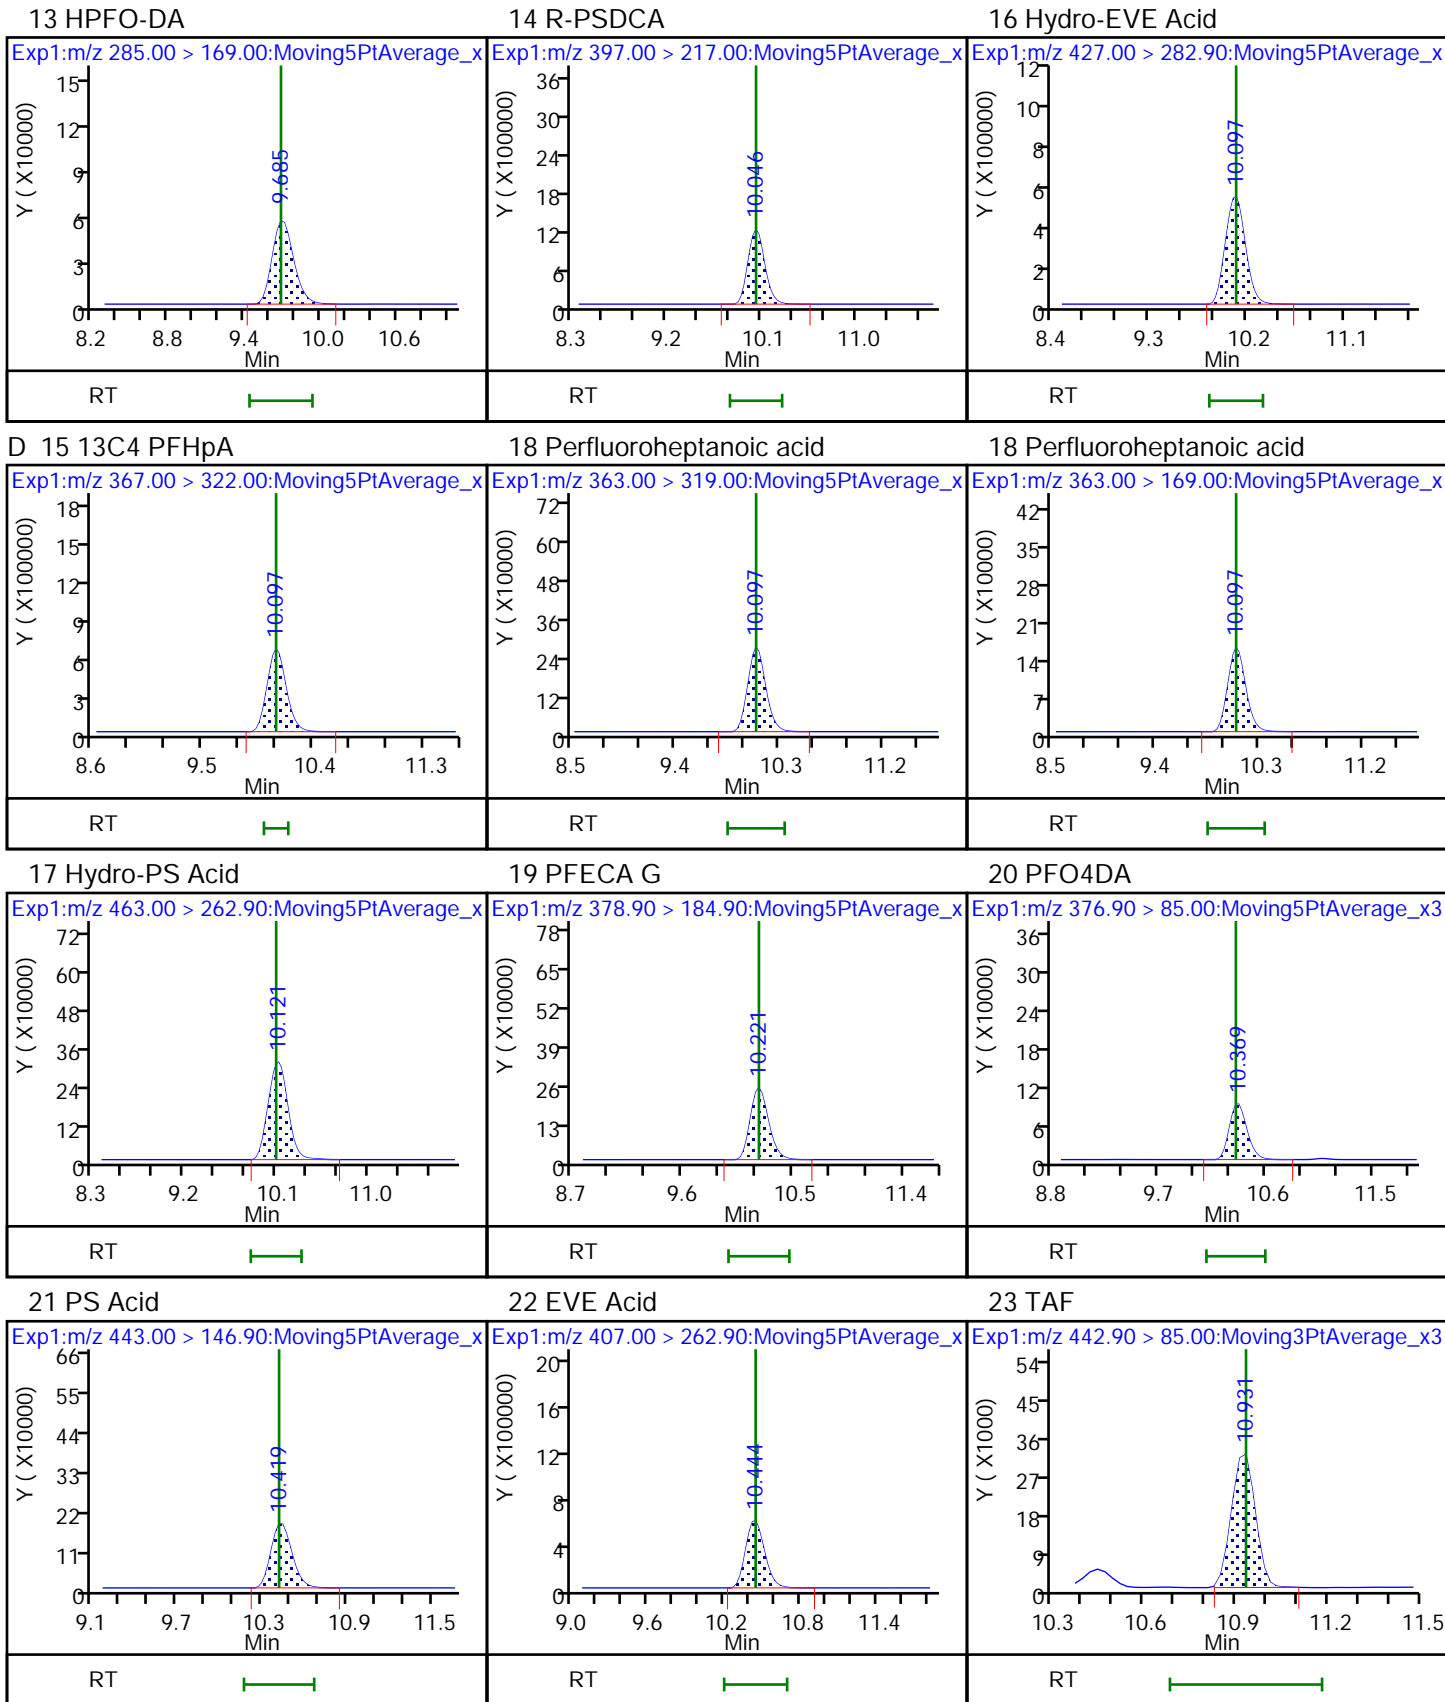 13 HPFO-DA
Exp1:m/z 285.00 > 169.00:Moving5PtAverage_x
Y ( X100000)
15
12
9
6
3
0
9.685
8.2 8.8 9.4 10.0 10.6
Min
RT
14 R-PSDCA
Exp1:m/z 397.00 > 217.00:Moving5PtAverage_x
Y ( X1000000)
36
30
24
18
12
6
0
10.046
8.3 9.2 10.1 11.0
Min
RT
16 Hydro-EVE Acid
Exp1:m/z 427.00 > 282.90:Moving5PtAverage_x
Y ( X100000)
12
10
8
6
4
2
0
10.097
8.4 9.3 10.2 11.1
Min
RT
D 15 13C4 PFHpA
Exp1:m/z 367.00 > 322.00:Moving5PtAverage_x
Y ( X100000)
18
15
12
9
6
3
0
10.097
8.6 9.5 10.4 11.3
Min
RT
18 Perfluoroheptanoic acid
Exp1:m/z 363.00 > 319.00:Moving5PtAverage_x
Y ( X10000)
72
60
48
36
24
12
0
10.097
8.5 9.4 10.3 11.2
Min
RT
18 Perfluoroheptanoic acid
Exp1:m/z 363.00 > 169.00:Moving5PtAverage_x
Y ( X10000)
42
35
28
21
14
7
0
10.097
8.5 9.4 10.3 11.2
Min
RT
17 Hydro-PS Acid
Exp1:m/z 463.00 > 262.90:Moving5PtAverage_x
Y ( X10000)
72
60
48
36
24
12
0
10.121
8.3 9.2 10.1 11.0
Min
RT
19 PFECA G
Exp1:m/z 378.90 > 184.90:Moving5PtAverage_x
Y ( X10000)
78
65
52
39
26
13
0
10.221
8.7 9.6 10.5 11.4
Min
RT
20 PFO4DA
Exp1:m/z 376.90 > 85.00:Moving5PtAverage_x3
Y ( X10000)
36
30
24
18
12
6
0
10.369
8.8 9.7 10.6 11.5
Min
RT
21 PS Acid
Exp1:m/z 443.00 > 146.90:Moving5PtAverage_x
Y ( X10000)
66
55
44
33
22
11
0
10.419
9.1 9.7 10.3 10.9 11.5
Min
RT
22 EVE Acid
Exp1:m/z 407.00 > 262.90:Moving5PtAverage_x
Y ( X100000)
20
16
12
8
4
0
10.444
9.0 9.6 10.2 10.8 11.4
Min
RT
23 TAF
Exp1:m/z 442.90 > 85.00:Moving3PtAverage_x3
Y ( X1000)
54
45
36
27
18
9
0
10.931
10.3 10.6 10.9 11.2 11.5
Min
RT